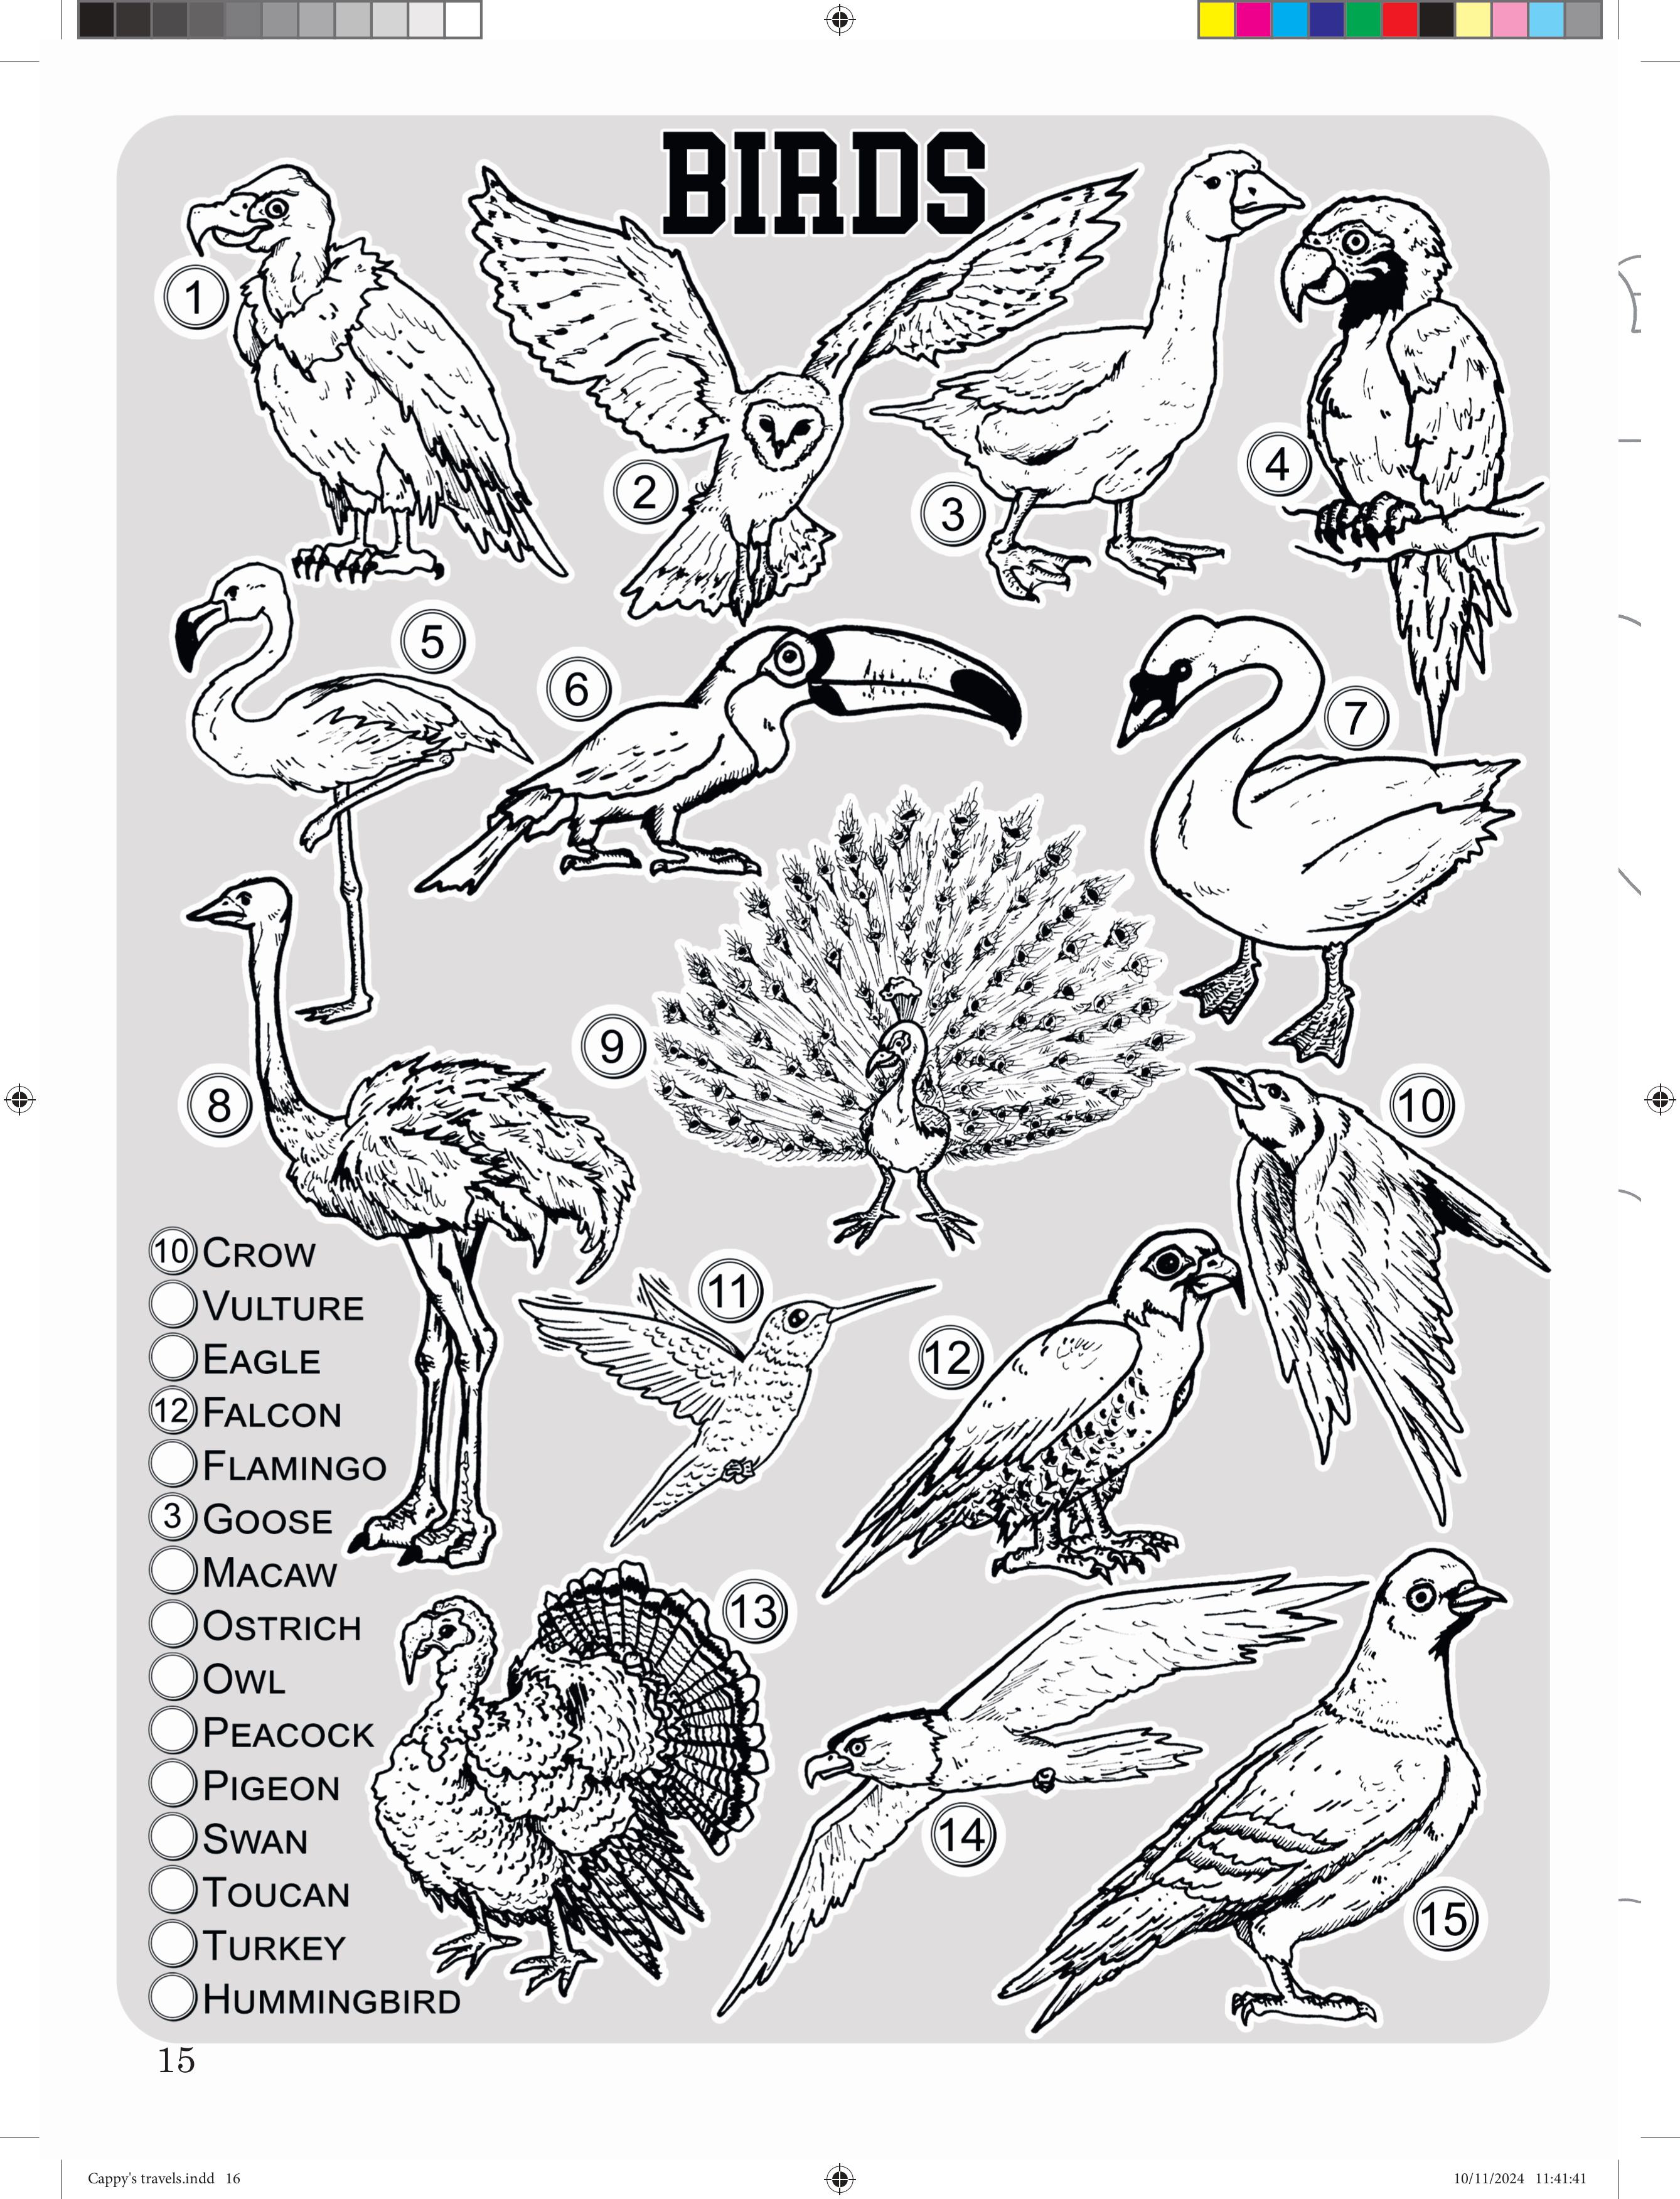 BIRDS
1
2
3
4
5
6
7
8
9
10
11
12
13
14
15
10 CROW
VULTURE
EAGLE
12 FALCON
FLAMINGO
3 GOOSE
MACAW
OSTRICH
OWL
PEACOCK
PIGEON
SWAN
TOUCAN
TURKEY
HUMMINGBIRD
15
Cappy's travels.indd 16
10/11/2024 11:41:41